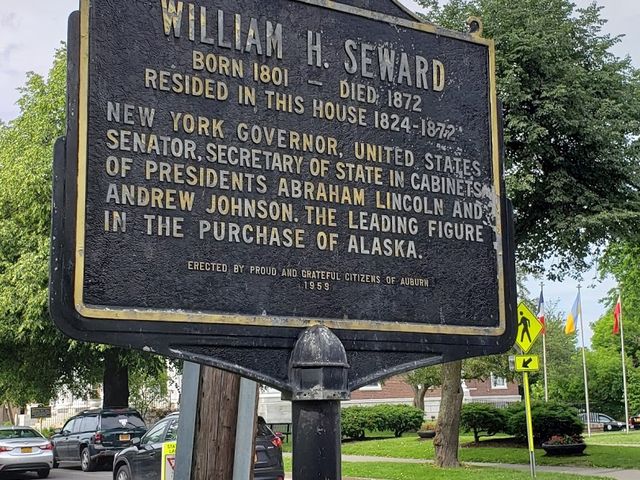 WILLIAM H. SEWARD
BORN 1801 — DIED, 1872
RESIDED IN THIS HOUSE 1824-1872
NEW YORK GOVERNOR, UNITED STATES
SENATOR, SECRETARY OF STATE IN CABINETS
OF PRESIDENTS ABRAHAM LINCOLN AND
ANDREW JOHNSON. THE LEADING FIGURE
IN THE PURCHASE OF ALASKA.
ERECTED BY PROUD AND GRATEFUL CITIZENS OF AUBURN
1959